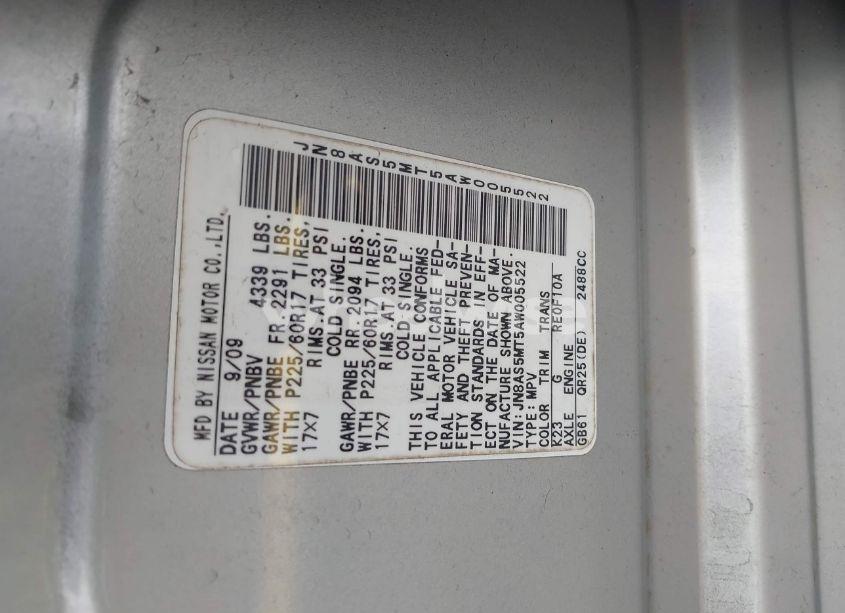 MFD BY NISSAN MOTOR CO.,LTD.
DATE 9/09
GVWR/PNBV 4339 LBS.
GAWR/PNBE FR.2291 LBS.
WITH P225/60R17 TIRES,
17X7 RIMS.AT 33 PSI
COLD SINGLE.
GAWR/PNBE RR.2094 LBS.
WITH P225/60R17 TIRES,
17X7 RIMS.AT 33 PSI
COLD SINGLE.
THIS VEHICLE CONFORMS
TO ALL APPLICABLE FED-
ERAL MOTOR VEHICLE SA-
FETY AND THEFT PREVEN-
TION STANDARDS IN EFF-
ECT ON THE DATE OF MA-
NUFACTURE SHOWN ABOVE.
VIN:JN8AS5MT5AW005522
TYPE:MPV
COLOR TRIM TRANS
K23 G RE0F10A
AXLE ENGINE
GB61 QR25(DE) 2488CC
JN8AS5MT5AW005522